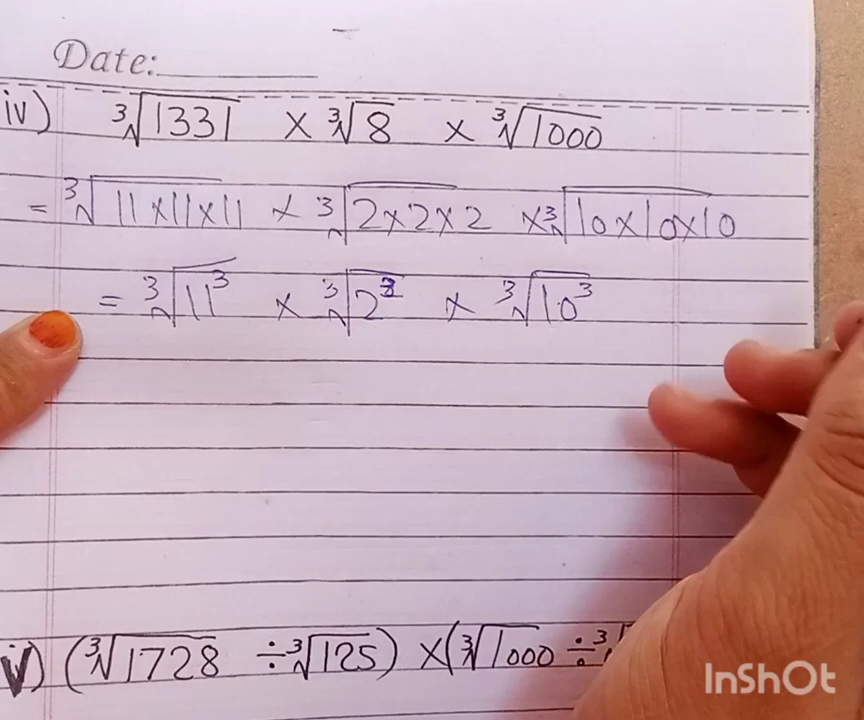 Date:
iv) ∛1331 × ∛8 × ∛1000
= ∛11×11×11 × ∛2×2×2 × ∛10×10×10
= ∛11³ × ∛2³ × ∛10³
v) (∛1728 ÷ ∛125) × (∛1000 ÷ ∛
InShOt